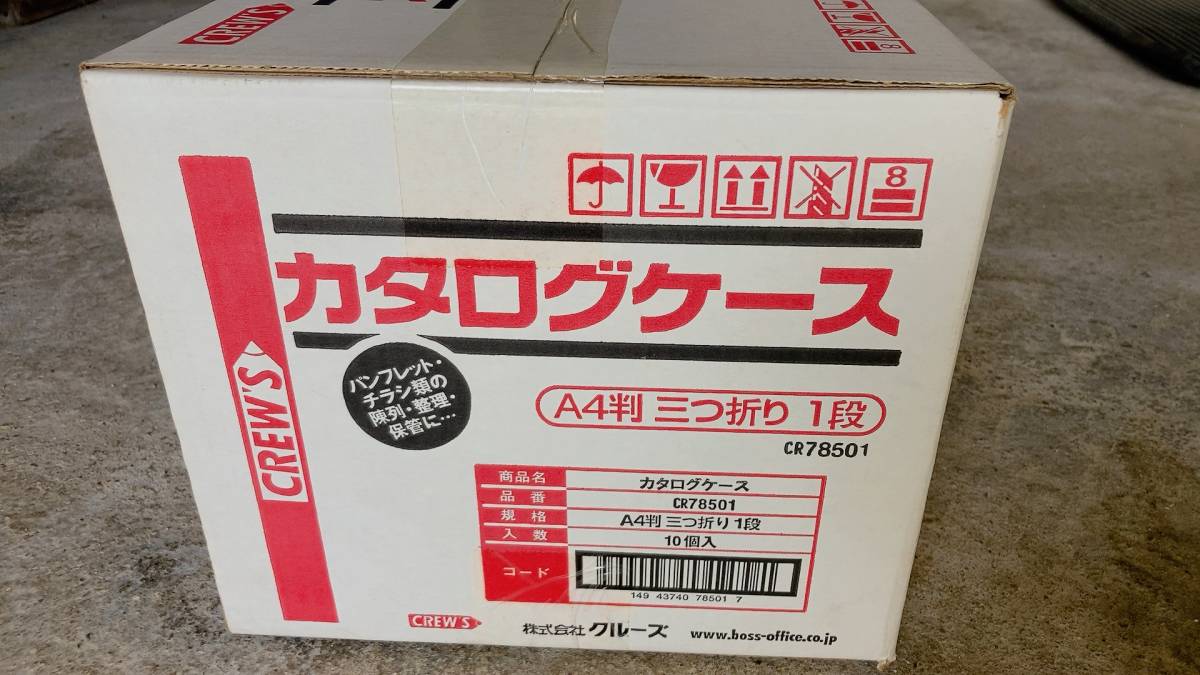 CREW'S
8
8
カタログケース
CREW'S
パンフレット・
チラシ類の
陳列・整理・
保管に…
A4判 三つ折り 1段
CR78501
商品名 カタログケース
品番 CR78501
規格 A4判 三つ折り 1段
入数 10個入
コード
149 43740 78501 7
CREW'S 株式会社 クルーズ www.boss-office.co.jp